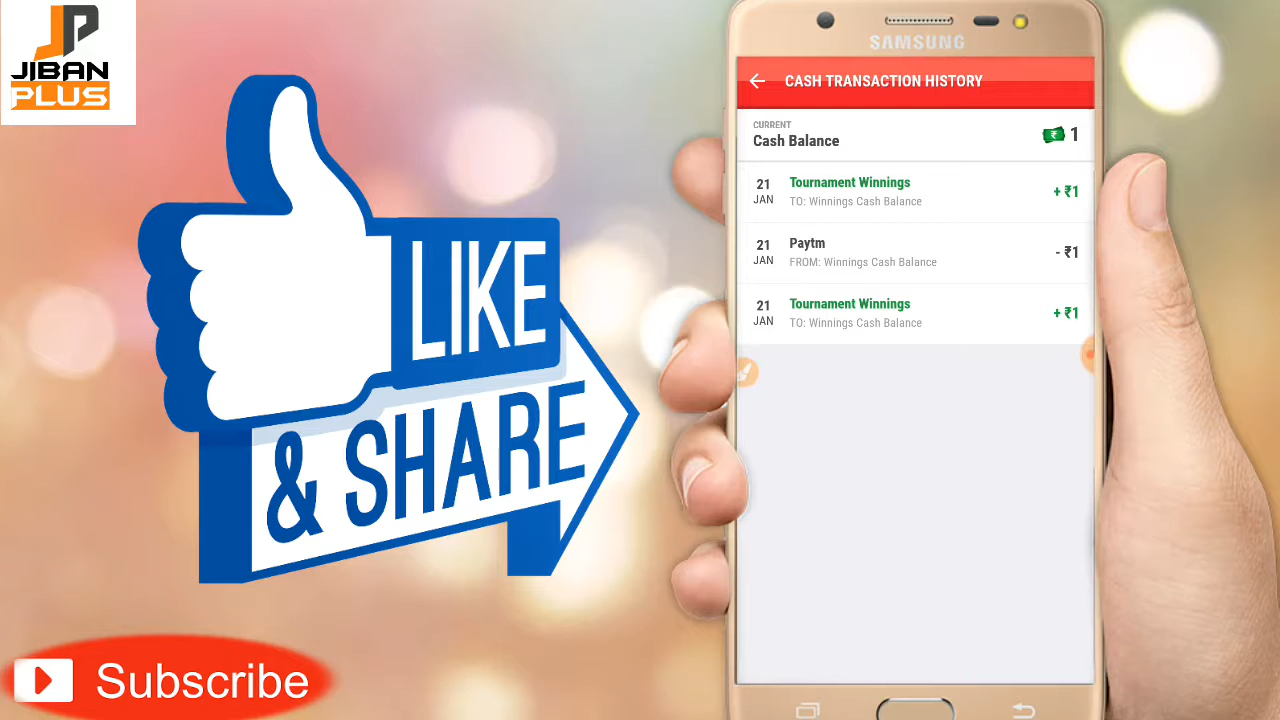 JP
JIBAN
PLUS
LIKE
& SHARE
Subscribe
SAMSUNG
CASH TRANSACTION HISTORY
CURRENT
Cash Balance
₹ 1
21 JAN
Tournament Winnings
TO: Winnings Cash Balance
+ ₹1
21 JAN
Paytm
FROM: Winnings Cash Balance
- ₹1
21 JAN
Tournament Winnings
TO: Winnings Cash Balance
+ ₹1